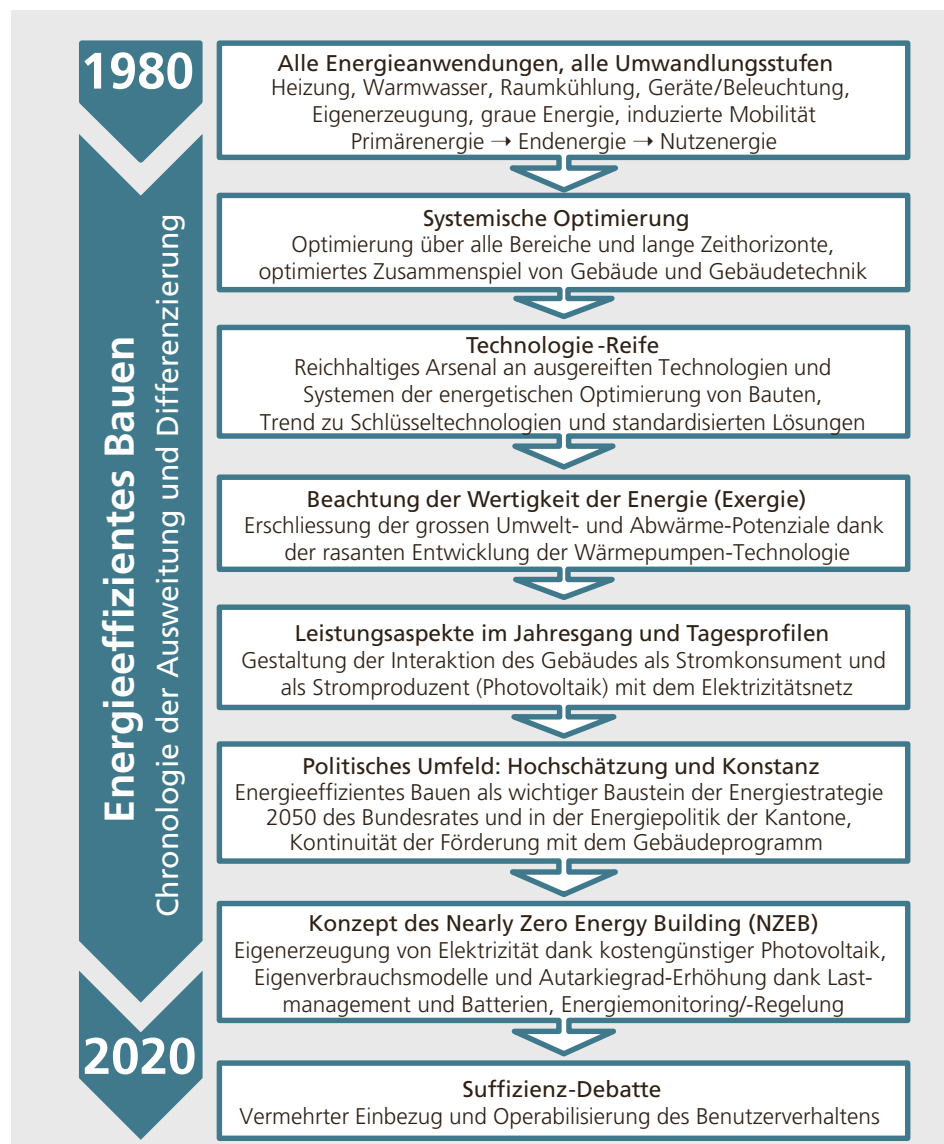 1980
Energieeffizientes Bauen
Chronologie der Ausweitung und Differenzierung
2020
Alle Energieanwendungen, alle Umwandlungsstufen
Heizung, Warmwasser, Raumkühlung, Geräte/Beleuchtung,
Eigenerzeugung, graue Energie, induzierte Mobilität
Primärenergie → Endenergie → Nutzenergie
Systemische Optimierung
Optimierung über alle Bereiche und lange Zeithorizonte,
optimiertes Zusammenspiel von Gebäude und Gebäudetechnik
Technologie-Reife
Reichhaltiges Arsenal an ausgereiften Technologien und
Systemen der energetischen Optimierung von Bauten,
Trend zu Schlüsseltechnologien und standardisierten Lösungen
Beachtung der Wertigkeit der Energie (Exergie)
Erschliessung der grossen Umwelt- und Abwärme-Potenziale dank
der rasanten Entwicklung der Wärmepumpen-Technologie
Leistungsaspekte im Jahresgang und Tagesprofilen
Gestaltung der Interaktion des Gebäudes als Stromkonsument und
als Stromproduzent (Photovoltaik) mit dem Elektrizitätsnetz
Politisches Umfeld: Hochschätzung und Konstanz
Energieeffizientes Bauen als wichtiger Baustein der Energiestrategie
2050 des Bundesrates und in der Energiepolitik der Kantone,
Kontinuität der Förderung mit dem Gebäudeprogramm
Konzept des Nearly Zero Energy Building (NZEB)
Eigenerzeugung von Elektrizität dank kostengünstiger Photovoltaik,
Eigenverbrauchsmodelle und Autarkiegrad-Erhöhung dank Last-
management und Batterien, Energiemonitoring/-Regelung
Suffizienz-Debatte
Vermehrter Einbezug und Operabilisierung des Benutzerverhaltens